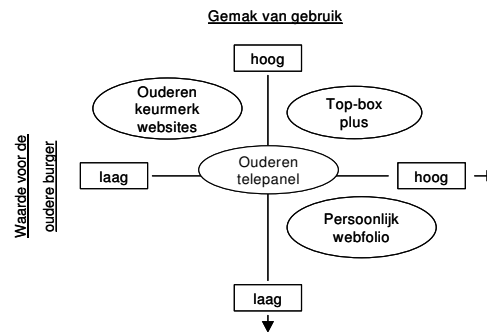 Gemak van gebruik
hoog
Ouderen
keurmerk
websites
Top-box
plus
Waarde voor de
oudere burger
laag
Ouderen
telepanel
hoog
Persoonlijk
webfolio
laag